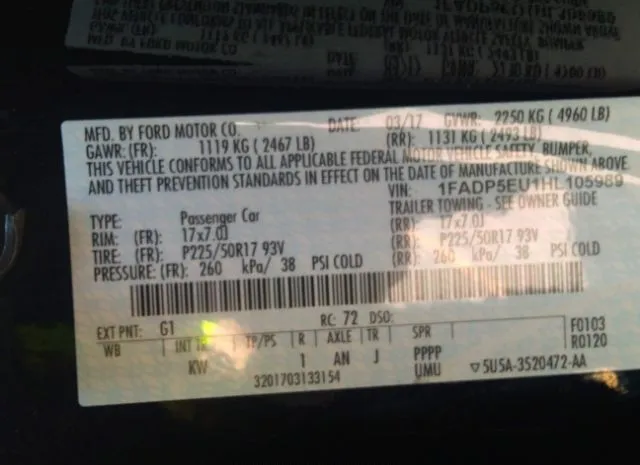 MFD. BY FORD MOTOR CO. DATE: 03/17 GVWR: 2250 KG ( 4960 LB)
GAWR: (FR): 1119 KG ( 2467 LB) (RR): 1131 KG ( 2493 LB)
THIS VEHICLE CONFORMS TO ALL APPLICABLE FEDERAL MOTOR VEHICLE SAFETY, BUMPER,
AND THEFT PREVENTION STANDARDS IN EFFECT ON THE DATE OF MANUFACTURE SHOWN ABOVE
VIN: 1FADP5EU1HL105989
TYPE: Passenger Car TRAILER TOWING - SEE OWNER GUIDE
RIM: (FR): 17x7.0J (RR): 17x7.0J
TIRE: (FR): P225/50R17 93V (RR): P225/50R17 93V
PRESSURE: (FR): 260 kPa/ 38 PSI COLD (RR): 260 kPa/ 38 PSI COLD
EXT PNT: G1 RC: 72 DSO: F0103
WB INT TR TP/PS R AXLE TR SPR R0120
KW 1 AN J PPPP
3201703133154 UMU ▽5U5A-3520472-AA